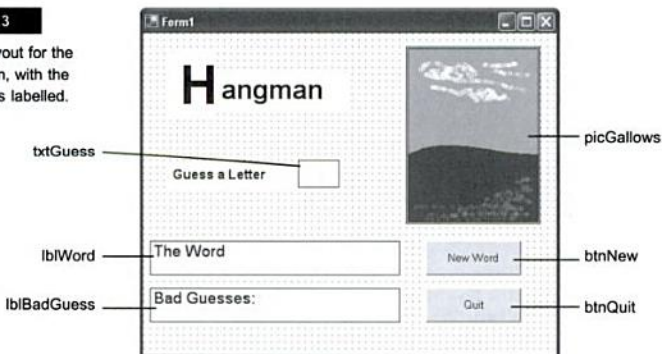 3
yout for the
n, with the
s labelled.
Form1
Hangman
txtGuess
Guess a Letter
picGallows
lblWord
The Word
New Word
btnNew
lblBadGuess
Bad Guesses:
Quit
btnQuit